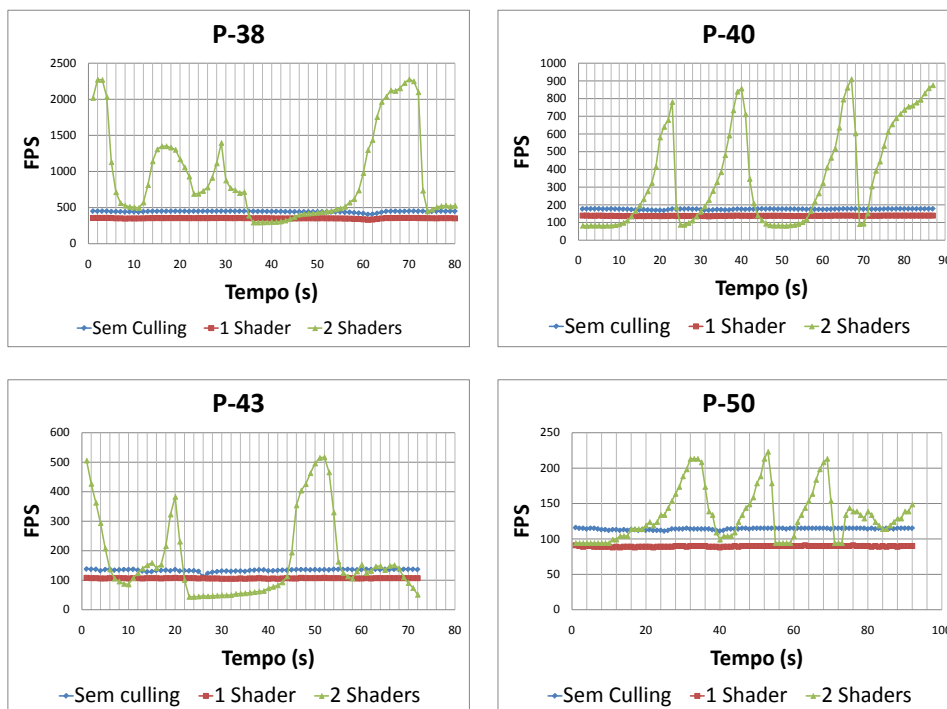 P-38
FPS
2500
2000
1500
1000
500
0
0 10 20 30 40 50 60 70 80
Tempo (s)
Sem Culling 1 Shader 2 Shaders
P-40
FPS
1000
900
800
700
600
500
400
300
200
100
0
0 10 20 30 40 50 60 70 80 90
Tempo (s)
Sem culling 1 Shader 2 Shaders
P-43
FPS
600
500
400
300
200
100
0
0 10 20 30 40 50 60 70 80
Tempo (s)
Sem culling 1 Shader 2 Shaders
P-50
FPS
250
200
150
100
50
0
0 20 40 60 80 100
Tempo (s)
Sem Culling 1 Shader 2 Shaders